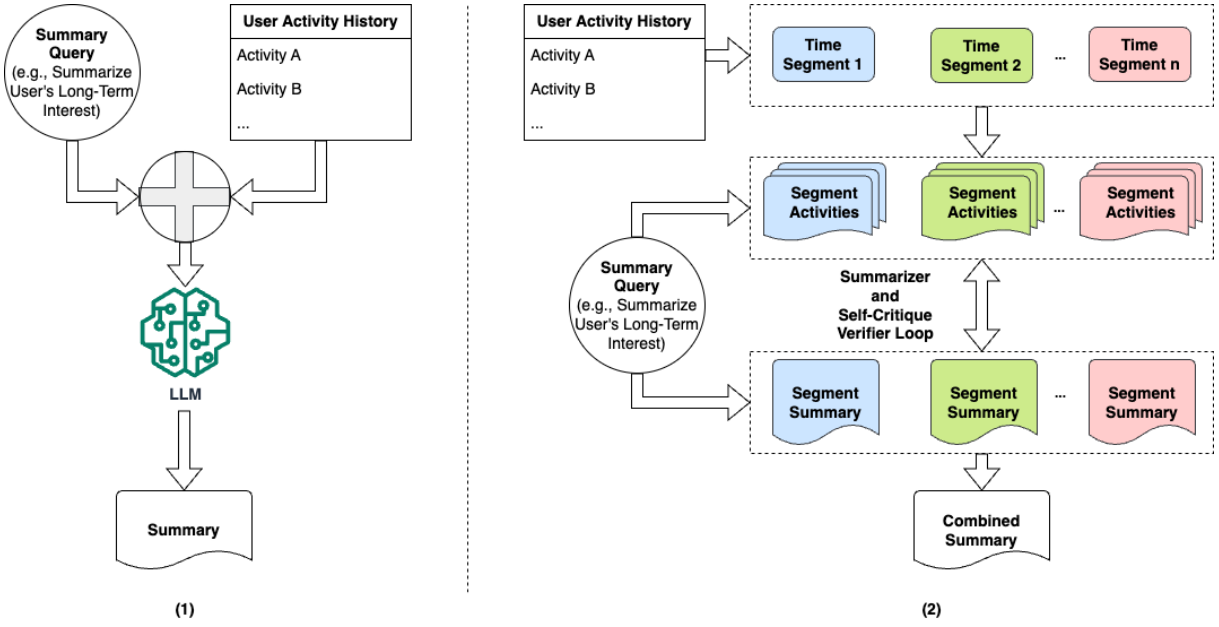 Summary
Query
(e.g., Summarize
User's Long-Term
Interest)
User Activity History
Activity A
Activity B
...
LLM
Summary
(1)
User Activity History
Activity A
Activity B
...
Time
Segment 1
Time
Segment 2
...
Time
Segment n
Segment
Activities
Segment
Activities
...
Segment
Activities
Summary
Query
(e.g., Summarize
User's Long-Term
Interest)
Summarizer
and
Self-Critique
Verifier Loop
Segment
Summary
Segment
Summary
...
Segment
Summary
Combined
Summary
(2)